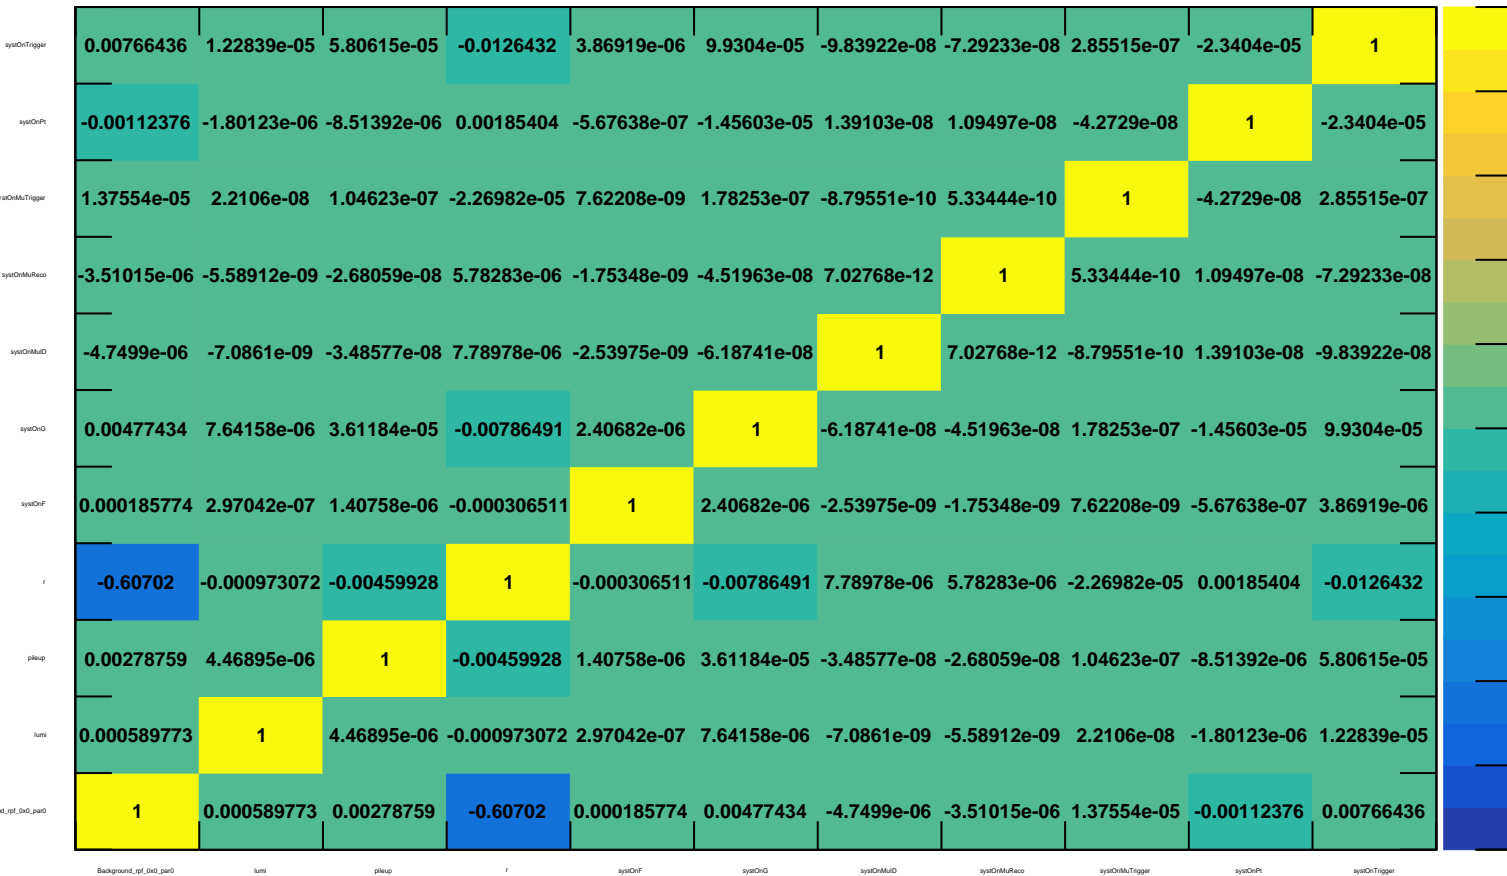 systOnTrigger 0.00766436 1.22839e-05 5.80615e-05 -0.0126432 3.86919e-06 9.9304e-05 -9.83922e-08 -7.29233e-08 2.85515e-07 -2.3404e-05 1
systOnPt -0.00112376 -1.80123e-06 -8.51392e-06 0.00185404 -5.67638e-07 -1.45603e-05 1.39103e-08 1.09497e-08 -4.2729e-08 1 -2.3404e-05
stOnMuTrigger 1.37554e-05 2.2106e-08 1.04623e-07 -2.26982e-05 7.62208e-09 1.78253e-07 -8.79551e-10 5.33444e-10 1 -4.2729e-08 2.85515e-07
systOnMuReco -3.51015e-06 -5.58912e-09 -2.68059e-08 5.78283e-06 -1.75348e-09 -4.51963e-08 7.02768e-12 1 5.33444e-10 1.09497e-08 -7.29233e-08
systOnMuID -4.7499e-06 -7.0861e-09 -3.48577e-08 7.78978e-06 -2.53975e-09 -6.18741e-08 1 7.02768e-12 -8.79551e-10 1.39103e-08 -9.83922e-08
systOnG 0.00477434 7.64158e-06 3.61184e-05 -0.00786491 2.40682e-06 1 -6.18741e-08 -4.51963e-08 1.78253e-07 -1.45603e-05 9.9304e-05
systOnF 0.000185774 2.97042e-07 1.40758e-06 -0.000306511 1 2.40682e-06 -2.53975e-09 -1.75348e-09 7.62208e-09 -5.67638e-07 3.86919e-06
r -0.60702 -0.000973072 -0.00459928 1 -0.000306511 -0.00786491 7.78978e-06 5.78283e-06 -2.26982e-05 0.00185404 -0.0126432
pileup 0.00278759 4.46895e-06 1 -0.00459928 1.40758e-06 3.61184e-05 -3.48577e-08 -2.68059e-08 1.04623e-07 -8.51392e-06 5.80615e-05
lumi 0.000589773 1 4.46895e-06 -0.000973072 2.97042e-07 7.64158e-06 -7.0861e-09 -5.58912e-09 2.2106e-08 -1.80123e-06 1.22839e-05
d_rpf_0x0_par0 1 0.000589773 0.00278759 -0.60702 0.000185774 0.00477434 -4.7499e-06 -3.51015e-06 1.37554e-05 -0.00112376 0.00766436
Background_rpf_0x0_par0 lumi pileup r systOnF systOnG systOnMuID systOnMuReco systOnMuTrigger systOnPt systOnTrigger